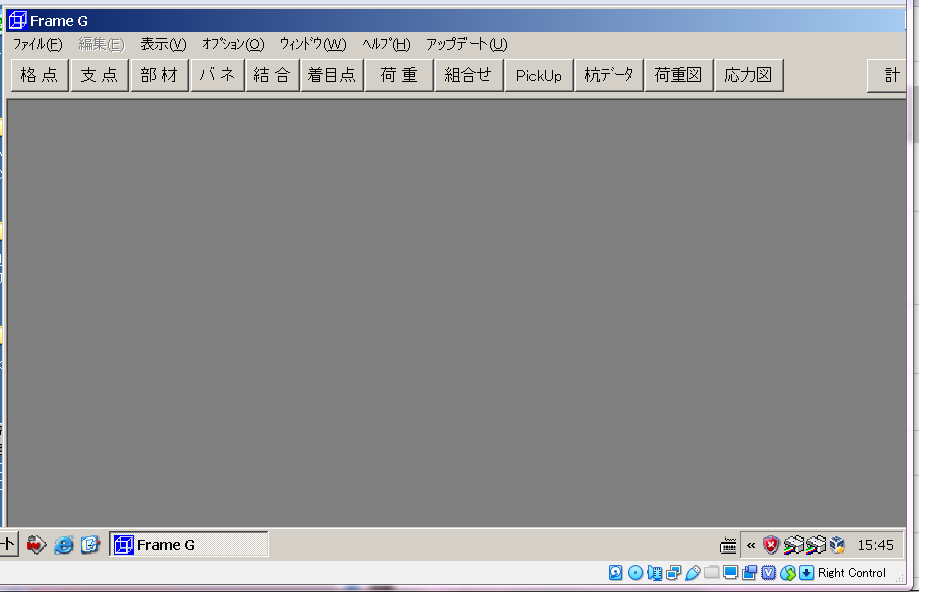 Frame G
ﾌｧｲﾙ(F) 編集(E) 表示(V) ｵﾌﾟｼｮﾝ(O) ｳｨﾝﾄﾞｳ(W) ﾍﾙﾌﾟ(H) アップデート(U)
格 点 支 点 部 材 バ ネ 結 合 着目点 荷 重 組合せ PickUp 杭ﾃﾞｰﾀ 荷重図 応力図 計
ト Frame G « 15:45
Right Control